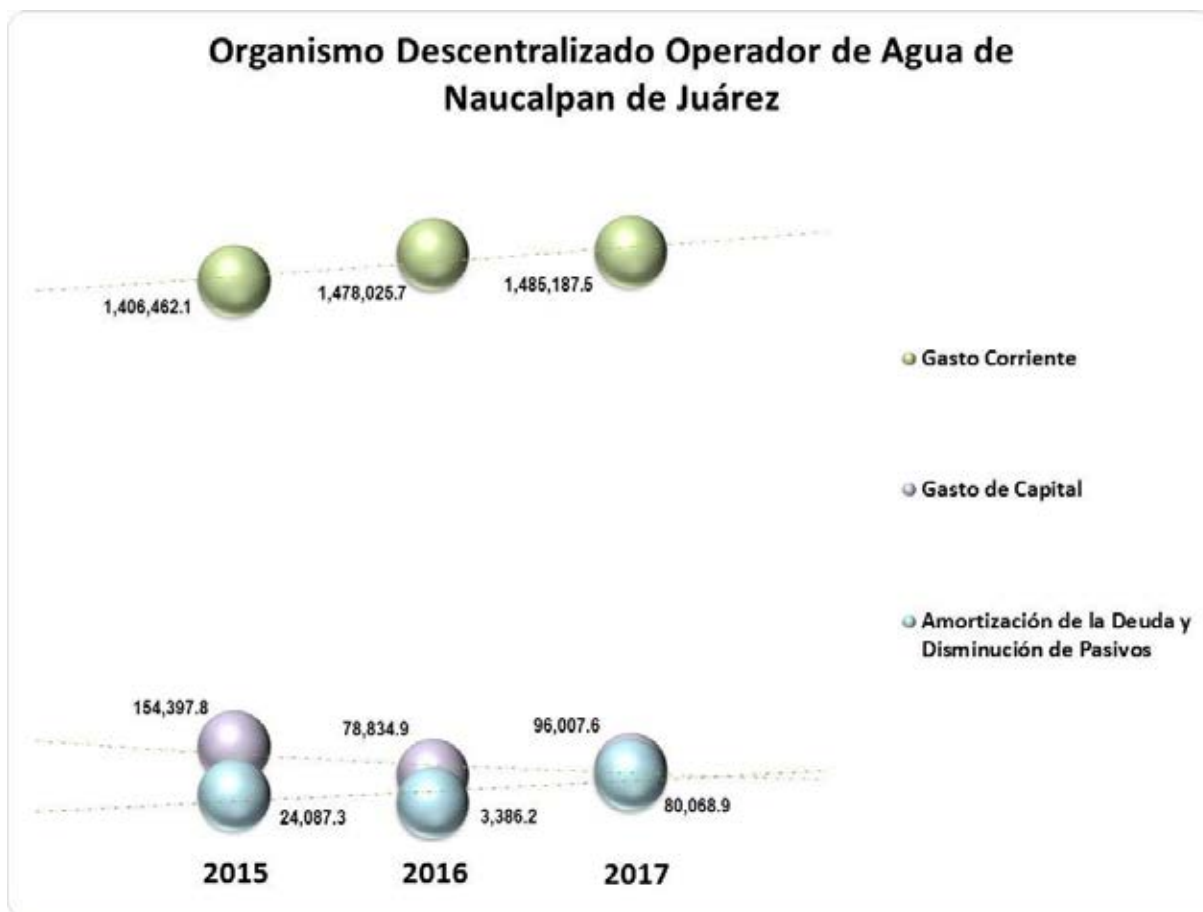 Organismo Descentralizado Operador de Agua de
Naucalpan de Juárez
1,406,462.1
1,478,025.7
1,485,187.5
Gasto Corriente
Gasto de Capital
Amortización de la Deuda y
Disminución de Pasivos
154,397.8
78,834.9
96,007.6
24,087.3
3,386.2
80,068.9
2015
2016
2017